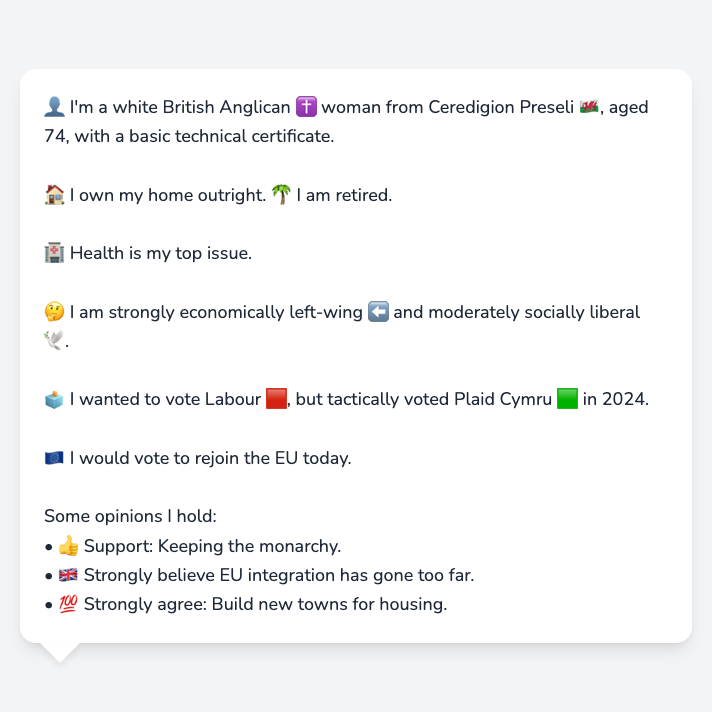 👤 I'm a white British Anglican ✝️ woman from Ceredigion Preseli 🏴󠁧󠁢󠁷󠁬󠁳󠁿, aged
74, with a basic technical certificate.
🏠 I own my home outright. 🌴 I am retired.
🏥 Health is my top issue.
🤔 I am strongly economically left-wing ⬅️ and moderately socially liberal
🕊️.
🗳️ I wanted to vote Labour 🟥, but tactically voted Plaid Cymru 🟩 in 2024.
🇪🇺 I would vote to rejoin the EU today.
Some opinions I hold:
• 👍 Support: Keeping the monarchy.
• 🇬🇧 Strongly believe EU integration has gone too far.
• 💯 Strongly agree: Build new towns for housing.